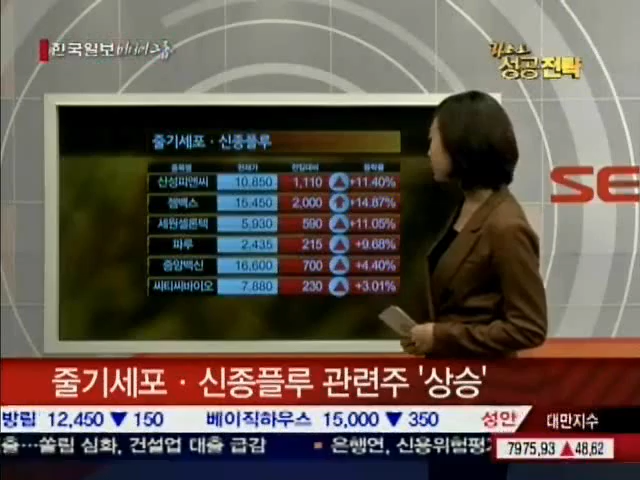 한국일보
성공전략
줄기세포 · 신종플루
종목별 현재가 전일대비 등락률
산성피앤씨 10,850 1,110 +11.40%
젬백스 15,450 2,000 +14.87%
세원셀론텍 5,930 590 +11.05%
파루 2,435 215 +9.68%
중앙백신 16,600 700 +4.40%
씨티씨바이오 7,880 230 +3.01%
SE
줄기세포 · 신종플루 관련주 '상승'
방림 12,450 ▼ 150 베이직하우스 15,000 ▼ 350 성안
대만지수
출…쏠림 심화, 건설업 대출 급감 ▪ 은행연, 신용위험평가
7975,93 ▲48,62